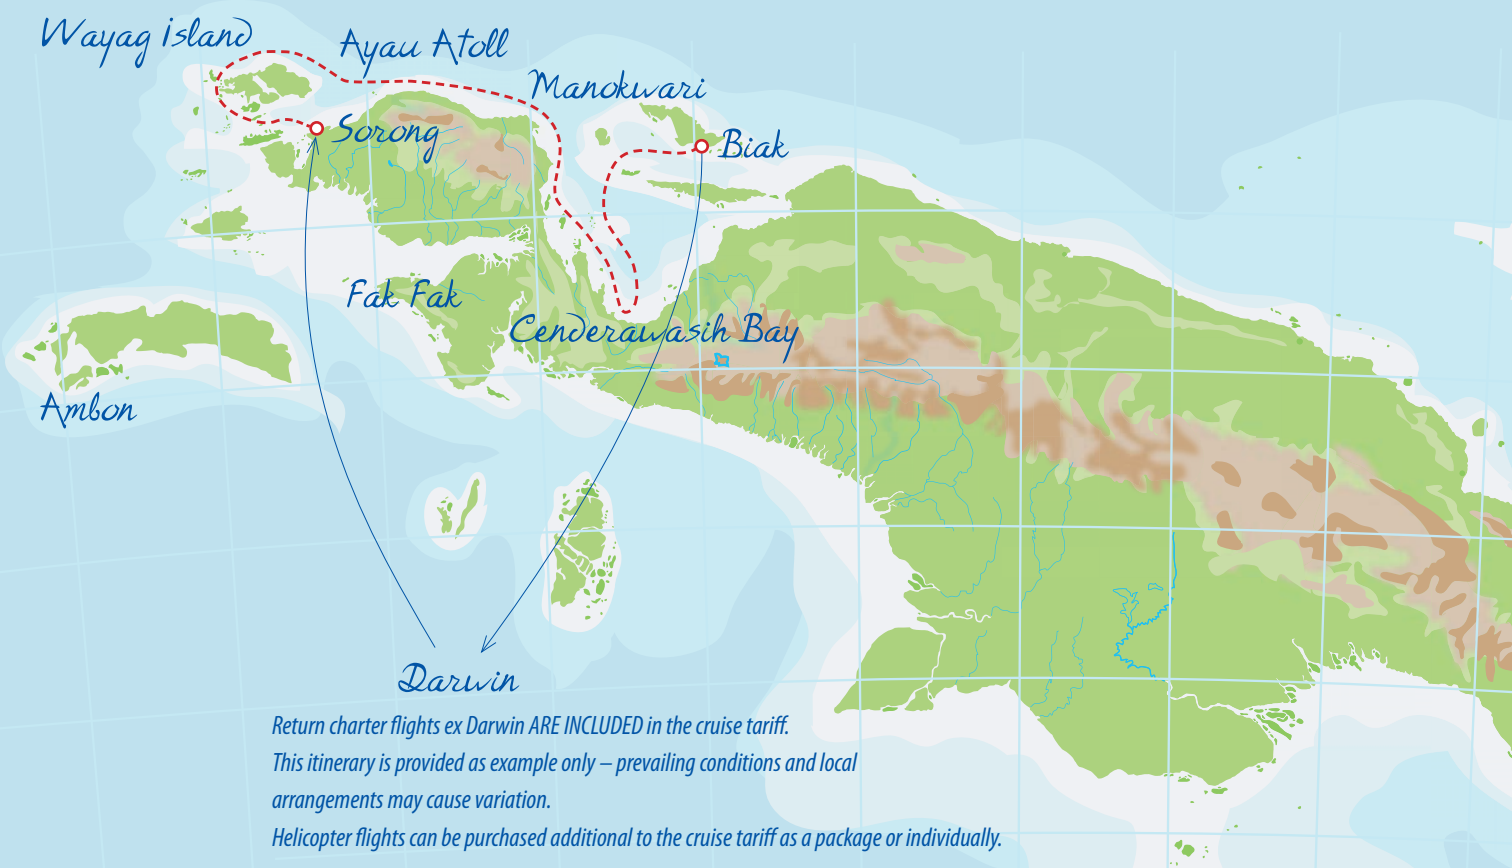 Wayag Island
Ayau Atoll
Manokwari
Sorong
Biak
Fak Fak
Cenderawasih Bay
Ambon
Darwin
Return charter flights ex Darwin ARE INCLUDED in the cruise tariff.
This itinerary is provided as example only – prevailing conditions and local
arrangements may cause variation.
Helicopter flights can be purchased additional to the cruise tariff as a package or individually.